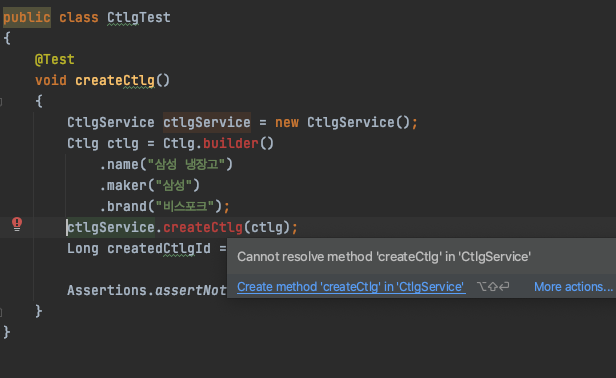 public class CtlgTest
{
@Test
void createCtlg()
{
CtlgService ctlgService = new CtlgService();
Ctlg ctlg = Ctlg.builder()
.name("삼성 냉장고")
.maker("삼성")
.brand("비스포크");
ctlgService.createCtlg(ctlg);
Long createdCtlgId =
Cannot resolve method 'createCtlg' in 'CtlgService'
Create method 'createCtlg' in 'CtlgService' ⌥⇧⏎ More actions...
Assertions.assertNot
}
}